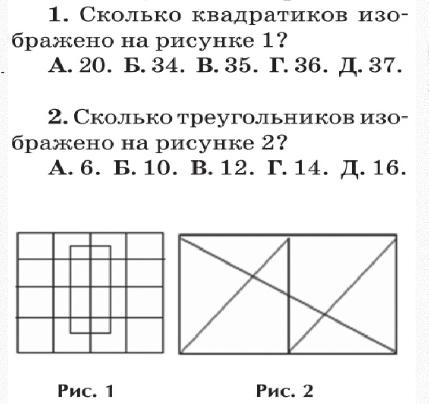 1. Сколько квадратиков изо-
бражено на рисунке 1?
А. 20. Б. 34. В. 35. Г. 36. Д. 37.
2. Сколько треугольников изо-
бражено на рисунке 2?
А. 6. Б. 10. В. 12. Г. 14. Д. 16.
Рис. 1
Рис. 2